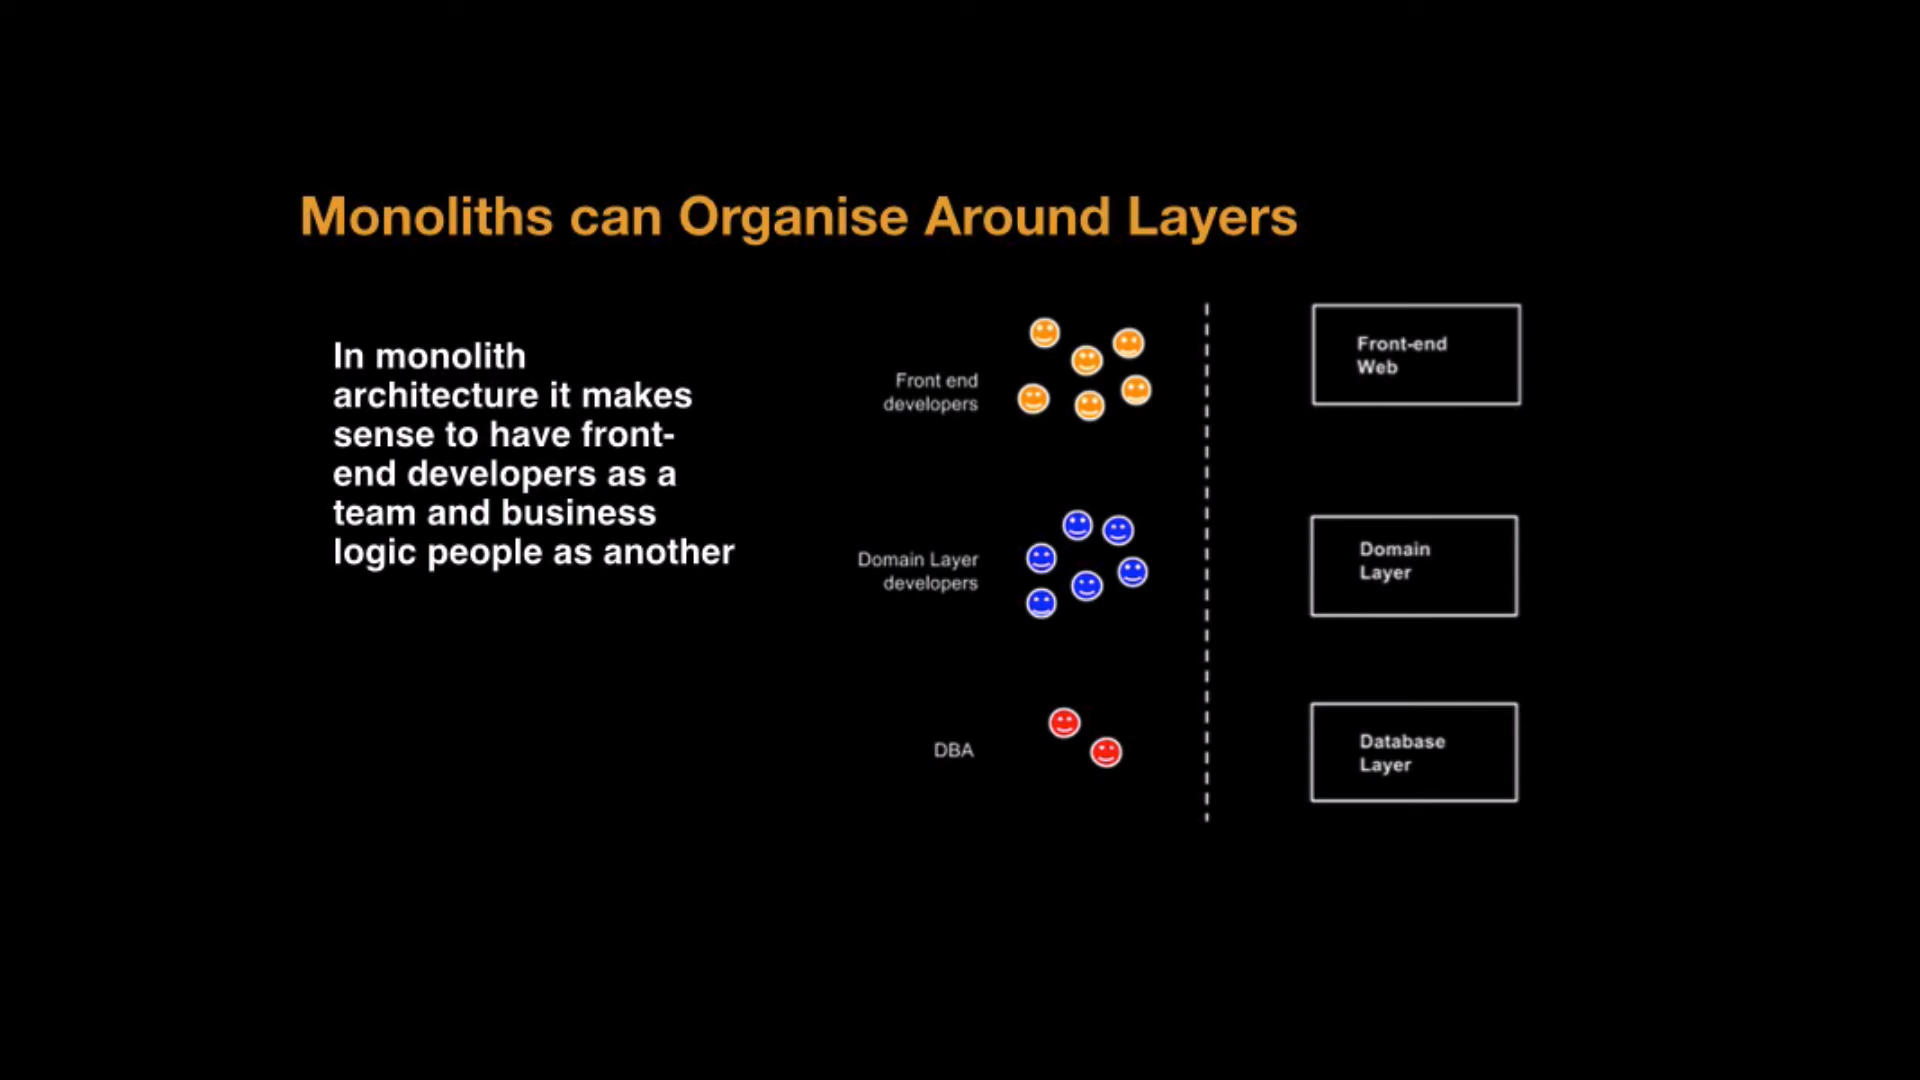 Monoliths can Organise Around Layers
In monolith
architecture it makes
sense to have front-
end developers as a
team and business
logic people as another
Front end
developers
Front-end
Web
Domain Layer
developers
Domain
Layer
DBA
Database
Layer